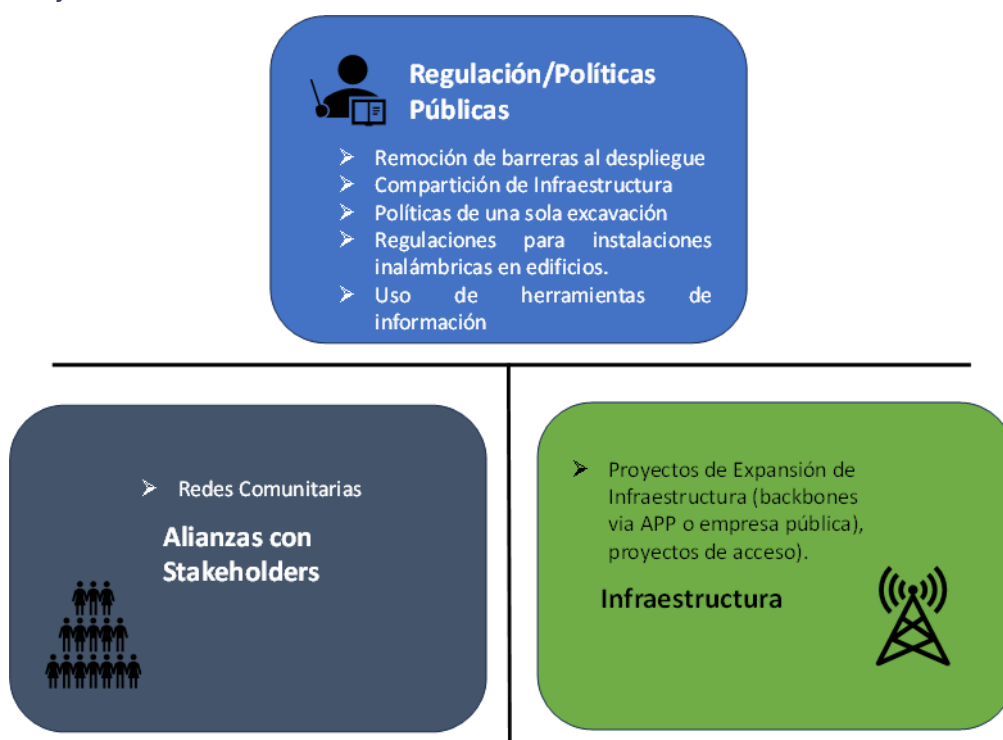 Regulación/Políticas
Públicas
Remoción de barreras al despliegue
Compartición de Infraestructura
Políticas de una sola excavación
Regulaciones para instalaciones
inalámbricas en edificios.
Uso de herramientas de
información
Redes Comunitarias
Alianzas con
Stakeholders
Proyectos de Expansión de
Infraestructura (backbones
via APP o empresa pública),
proyectos de acceso).
Infraestructura